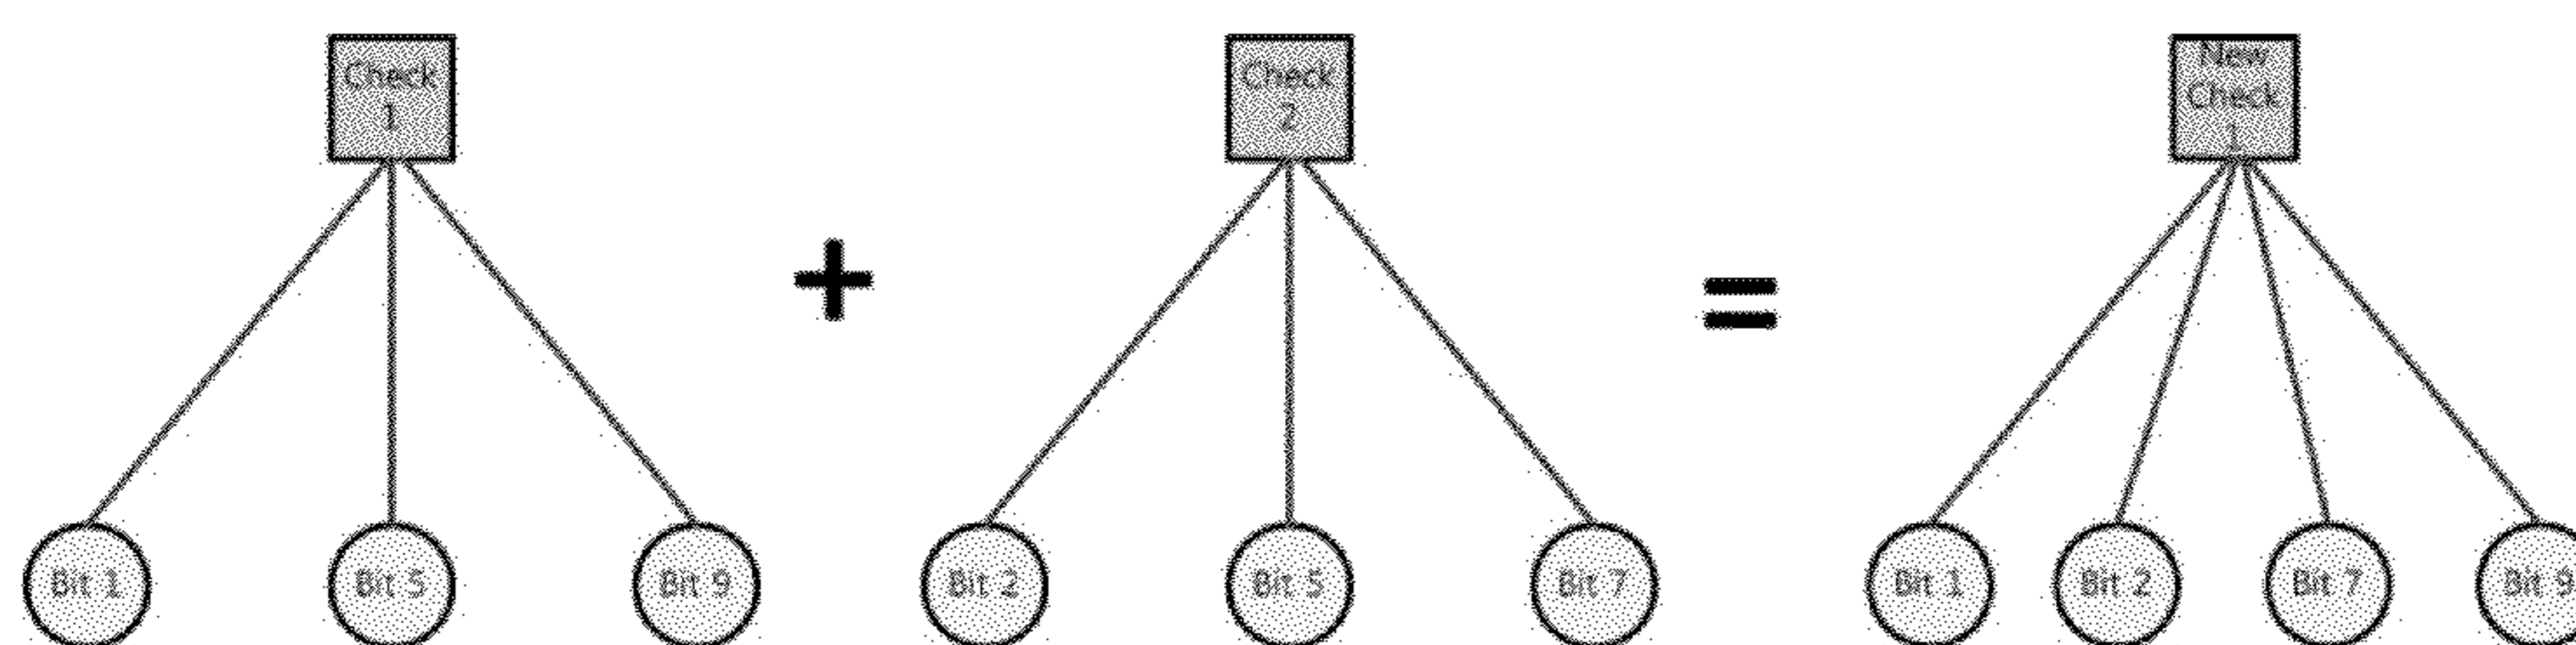 Check
1
Check
2
New
Check
1
+
=
Bit 1
Bit 5
Bit 9
Bit 2
Bit 5
Bit 7
Bit 1
Bit 2
Bit 7
Bit 9